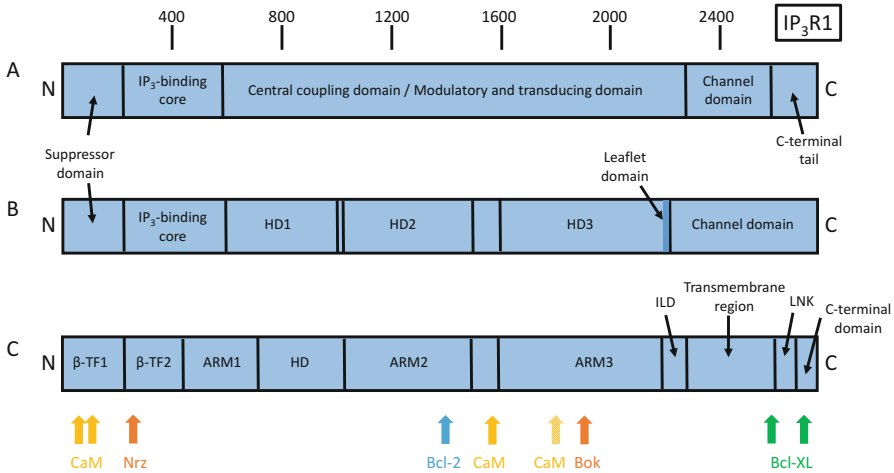 400 800 1200 1600 2000 2400 IP₃R1
A
N IP₃-binding core Central coupling domain / Modulatory and transducing domain Channel domain C
Suppressor domain
Leaflet domain
C-terminal tail
B
N IP₃-binding core HD1 HD2 HD3 Channel domain C
ILD Transmembrane region LNK C-terminal domain
C
N β-TF1 β-TF2 ARM1 HD ARM2 ARM3 C
CaM Nrz Bcl-2 CaM CaM Bok Bcl-XL